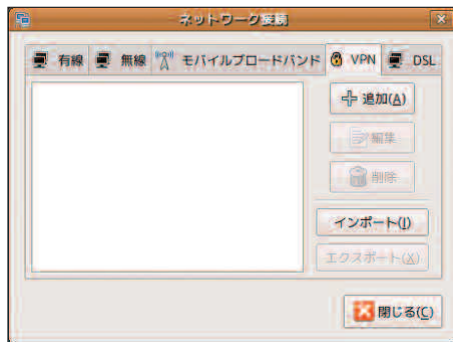 ネットワーク接続
有線 無線 モバイルブロードバンド VPN DSL
追加(A)
編集
削除
インポート(I)
エクスポート(X)
閉じる(C)